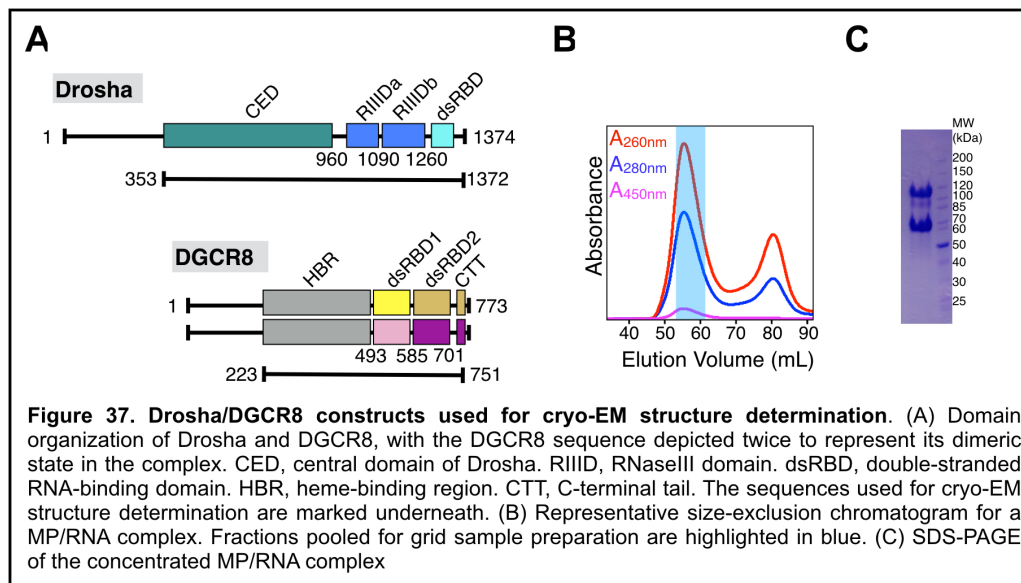 A
Drosha
CED
RIIIDa
RIIIDb
dsRBD
1
1374
960
1090
1260
353
1372
DGCR8
HBR
dsRBD1
dsRBD2
CTT
1
773
493
585
701
223
751
B
A260nm
A280nm
A450nm
Absorbance
40 60 70 80 90
Elution Volume (mL)
C
MW
(kDa)
200
150
120
100
85
70
60
50
40
30
25
Figure 37. Drosha/DGCR8 constructs used for cryo-EM structure determination. (A) Domain
organization of Drosha and DGCR8, with the DGCR8 sequence depicted twice to represent its dimeric
state in the complex. CED, central domain of Drosha. RIIID, RNaseIII domain. dsRBD, double-stranded
RNA-binding domain. HBR, heme-binding region. CTT, C-terminal tail. The sequences used for cryo-EM
structure determination are marked underneath. (B) Representative size-exclusion chromatogram for a
MP/RNA complex. Fractions pooled for grid sample preparation are highlighted in blue. (C) SDS-PAGE
of the concentrated MP/RNA complex